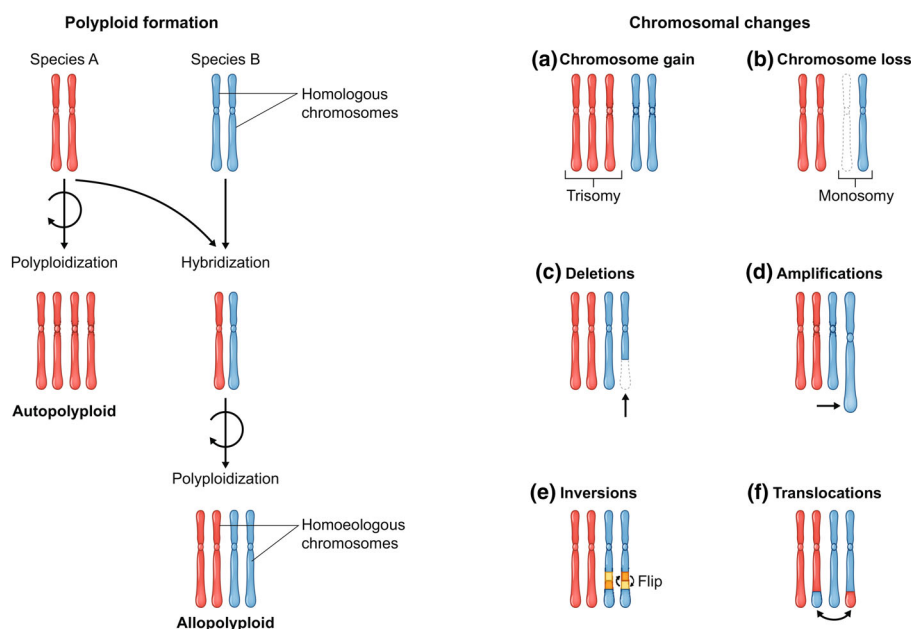 Polyploid formation
Species A
Species B
Homologous
chromosomes
Polyploidization
Hybridization
Autopolyploid
Polyploidization
Homoeologous
chromosomes
Allopolyploid
Chromosomal changes
(a) Chromosome gain
Trisomy
(b) Chromosome loss
Monosomy
(c) Deletions
(d) Amplifications
(e) Inversions
Flip
(f) Translocations